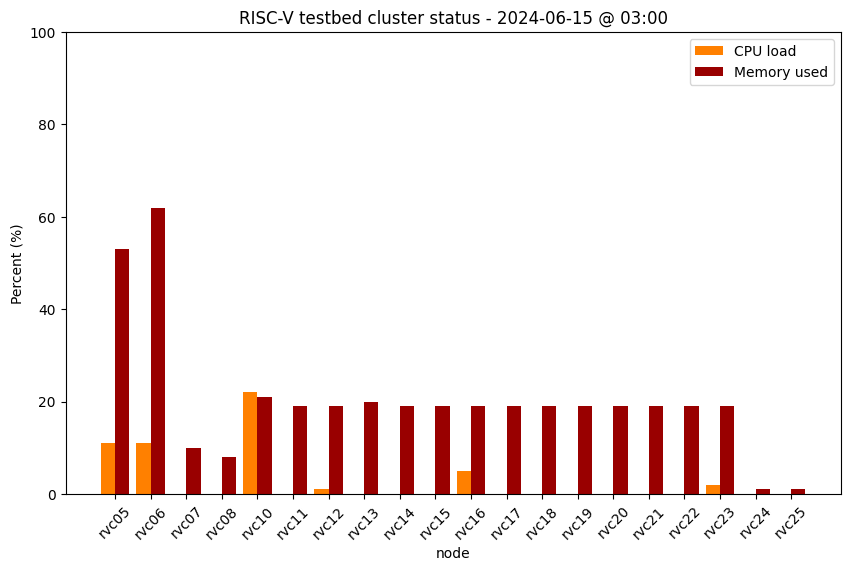 RISC-V testbed cluster status - 2024-06-15 @ 03:00
CPU load
Memory used
Percent (%)
100
80
60
40
20
0
rvc05 rvc06 rvc07 rvc08 rvc10 rvc11 rvc12 rvc13 rvc14 rvc15 rvc16 rvc17 rvc18 rvc19 rvc20 rvc21 rvc22 rvc23 rvc24 rvc25
node